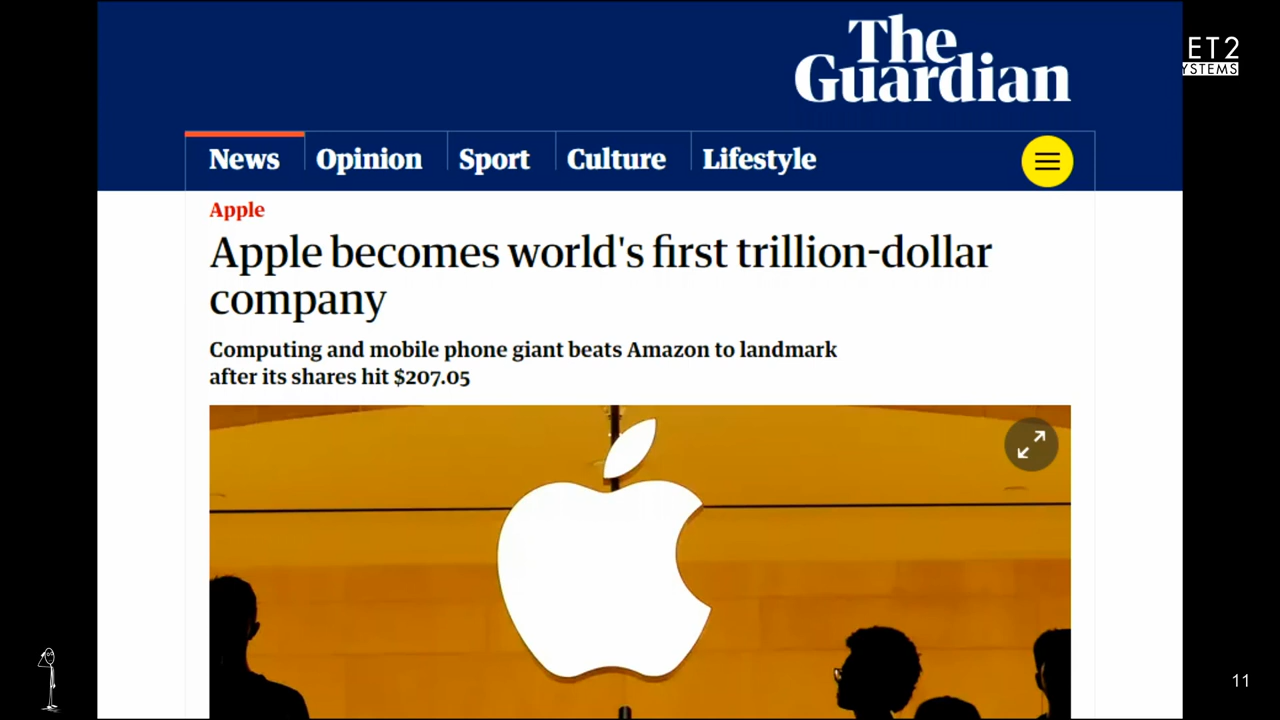 The
Guardian
ET2
YSTEMS
News
Opinion
Sport
Culture
Lifestyle
Apple
Apple becomes world's first trillion-dollar
company
Computing and mobile phone giant beats Amazon to landmark
after its shares hit $207.05
11